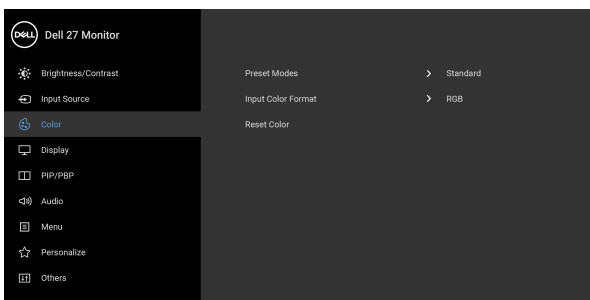 DELL Dell 27 Monitor
Brightness/Contrast
Input Source
Color
Display
PIP/PBP
Audio
Menu
Personalize
Others
Preset Modes > Standard
Input Color Format > RGB
Reset Color